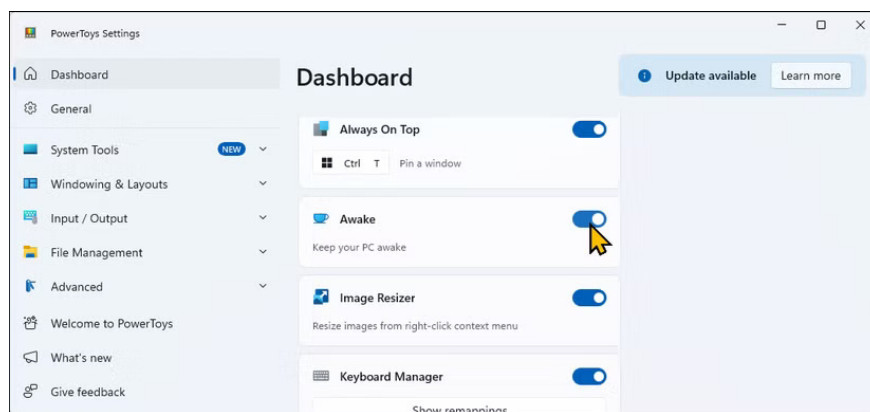 PowerToys Settings
Dashboard
General
System Tools NEW
Windowing & Layouts
Input / Output
File Management
Advanced
Welcome to PowerToys
What's new
Give feedback
Dashboard
Update available Learn more
Always On Top
Ctrl T Pin a window
Awake
Keep your PC awake
Image Resizer
Resize images from right-click context menu
Keyboard Manager
Show remappings